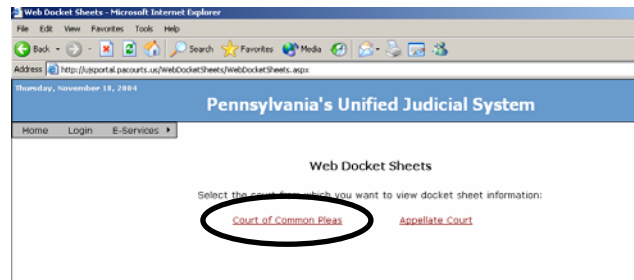 Web Docket Sheets - Microsoft Internet Explorer
File Edit View Favorites Tools Help
Back Search Favorites Media
Address http://ujsportal.pacourts.us/WebDocketSheets/WebDocketSheets.aspx
Thursday, November 18, 2004
Pennsylvania's Unified Judicial System
Home Login E-Services
Web Docket Sheets
Select the court from which you want to view docket sheet information:
Court of Common Pleas Appellate Court